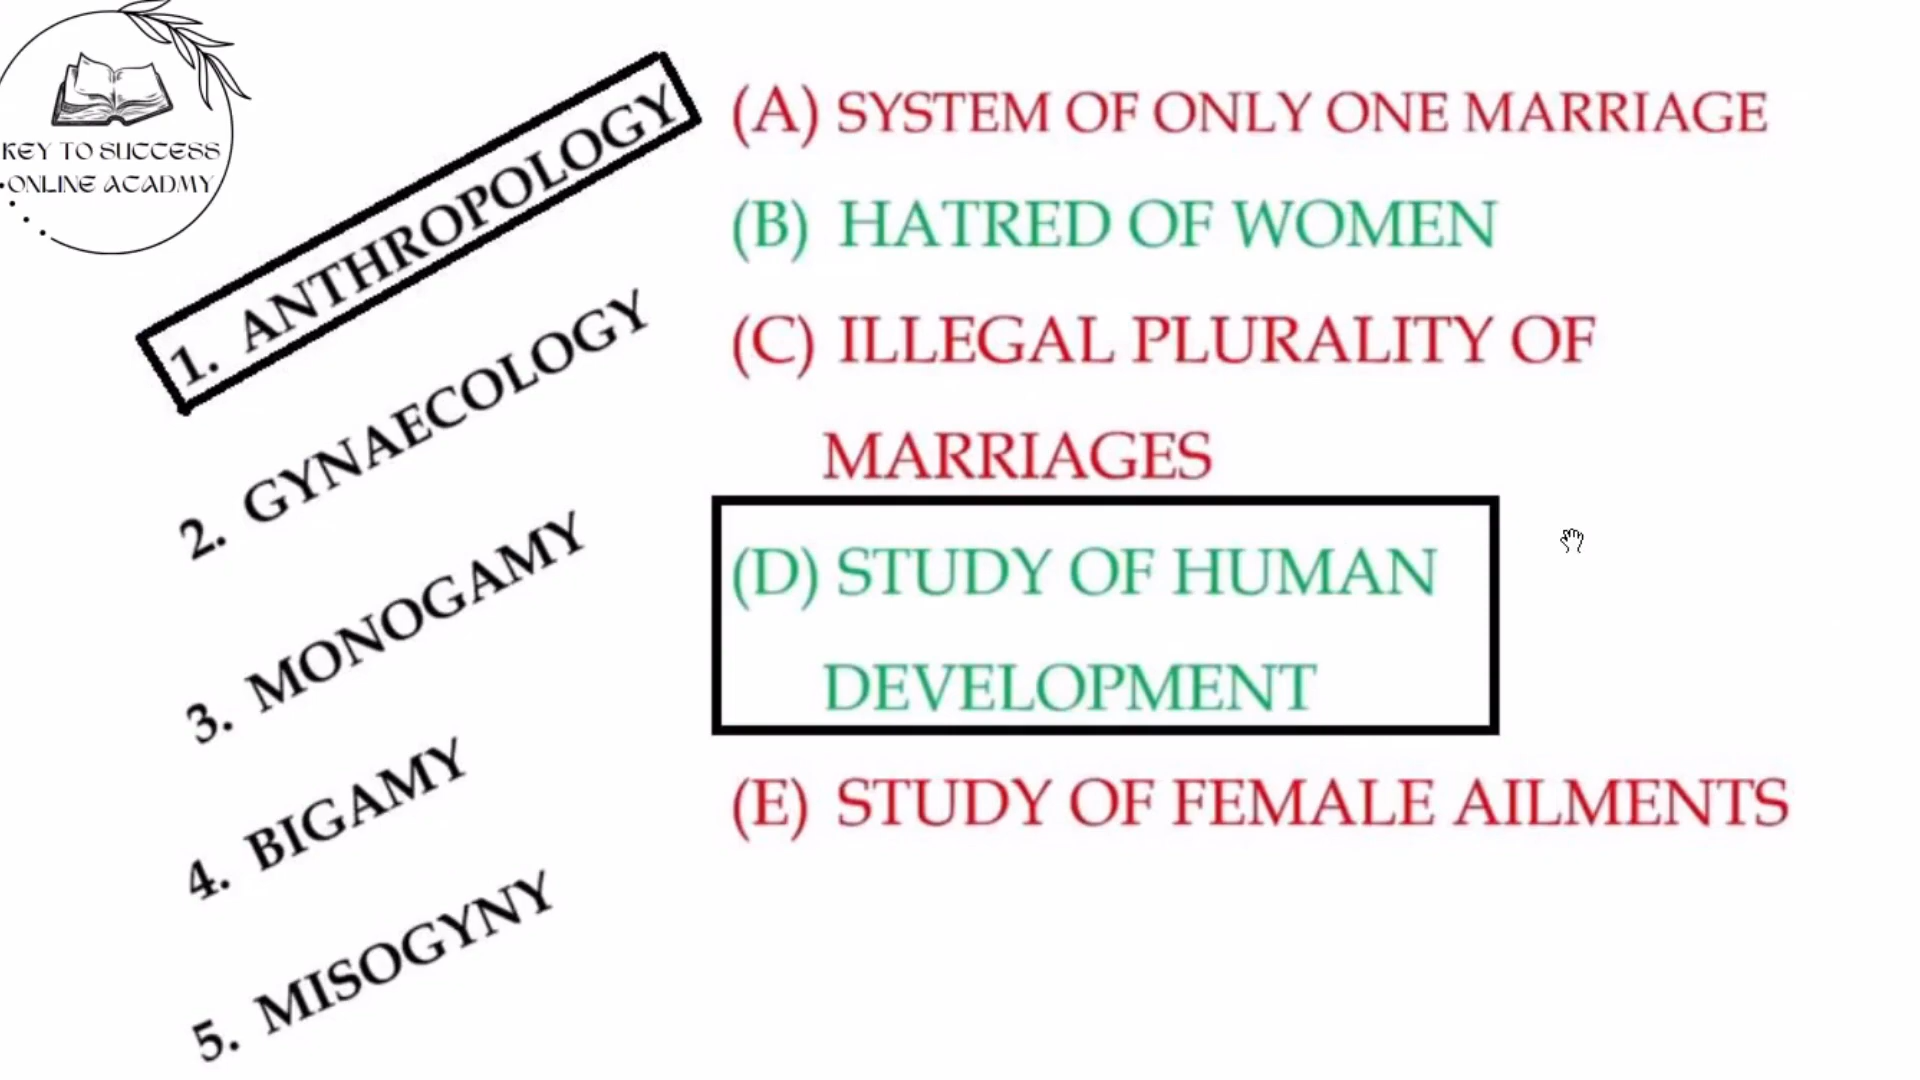 KEY TO SUCCESS
ONLINE ACADMY
1. ANTHROPOLOGY
2. GYNAECOLOGY
3. MONOGAMY
4. BIGAMY
5. MISOGYNY
(A) SYSTEM OF ONLY ONE MARRIAGE
(B) HATRED OF WOMEN
(C) ILLEGAL PLURALITY OF
MARRIAGES
(D) STUDY OF HUMAN
DEVELOPMENT
(E) STUDY OF FEMALE AILMENTS